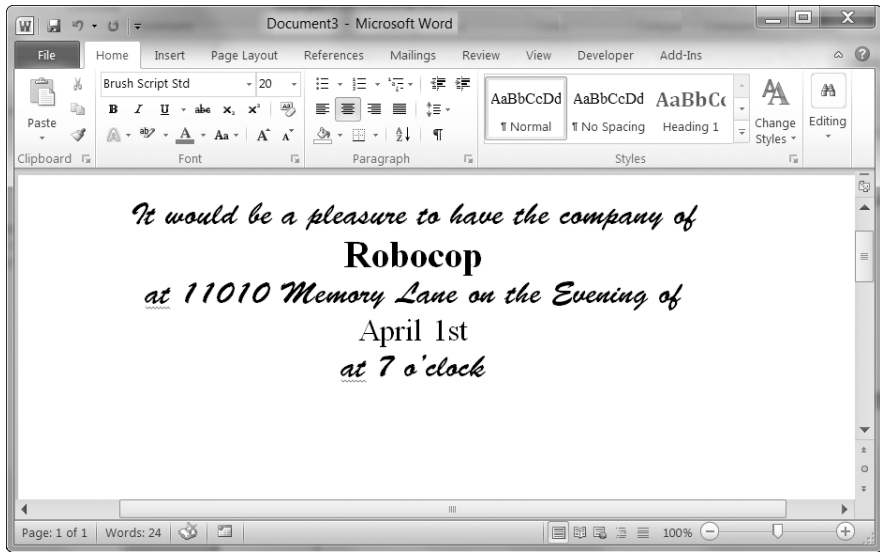 Document3 - Microsoft Word
File Home Insert Page Layout References Mailings Review View Developer Add-Ins
Paste
Clipboard
Brush Script Std 20
B I U abc X₂ X²
A aby A Aa A A
Font
Paragraph
AaBbCcDd AaBbCcDd AaBbCc
¶ Normal ¶ No Spacing Heading 1
Change Styles
Styles
Editing
It would be a pleasure to have the company of
Robocop
at 11010 Memory Lane on the Evening of
April 1st
at 7 o'clock
Page: 1 of 1 Words: 24 100%